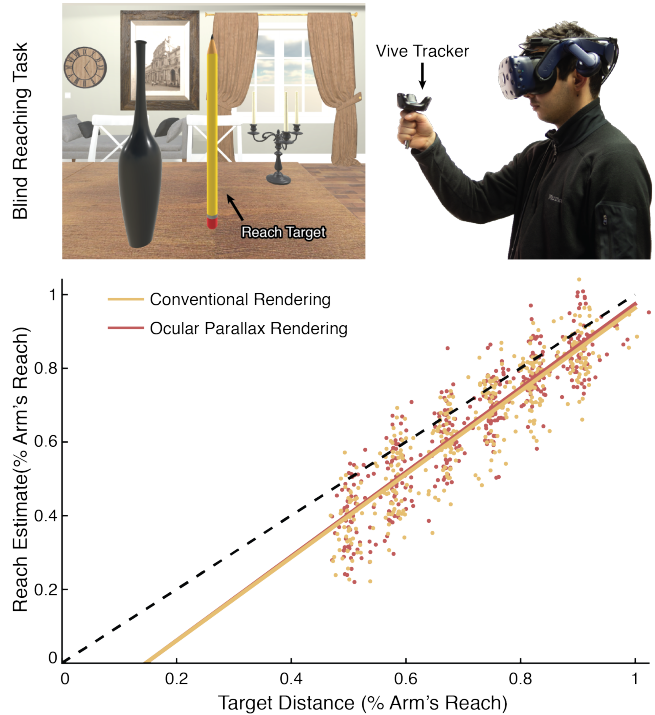 Blind Reaching Task
Reach Target
Vive Tracker
Conventional Rendering
Ocular Parallax Rendering
Reach Estimate(% Arm's Reach)
1
0.8
0.6
0.4
0.2
0
0
0.2
0.4
0.6
0.8
1
Target Distance (% Arm's Reach)